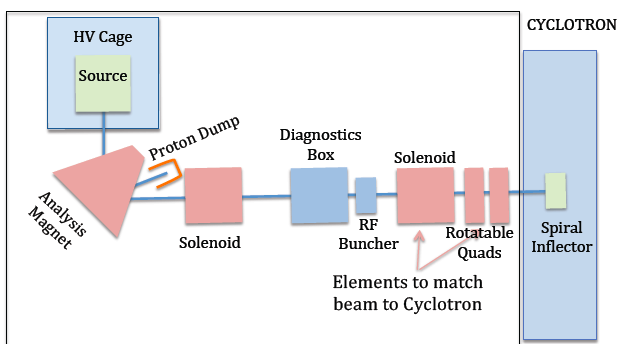 CYCLOTRON
HV Cage
Source
Proton Dump
Analysis
Magnet
Solenoid
Diagnostics
Box
RF
Buncher
Solenoid
Rotatable
Quads
Spiral
Inflector
Elements to match
beam to Cyclotron